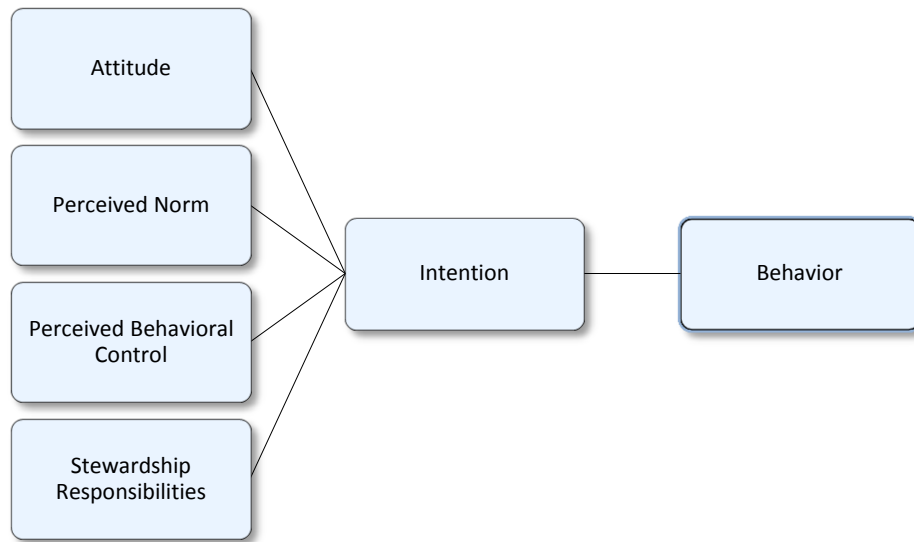 Attitude
Perceived Norm
Perceived Behavioral
Control
Stewardship
Responsibilities
Intention
Behavior